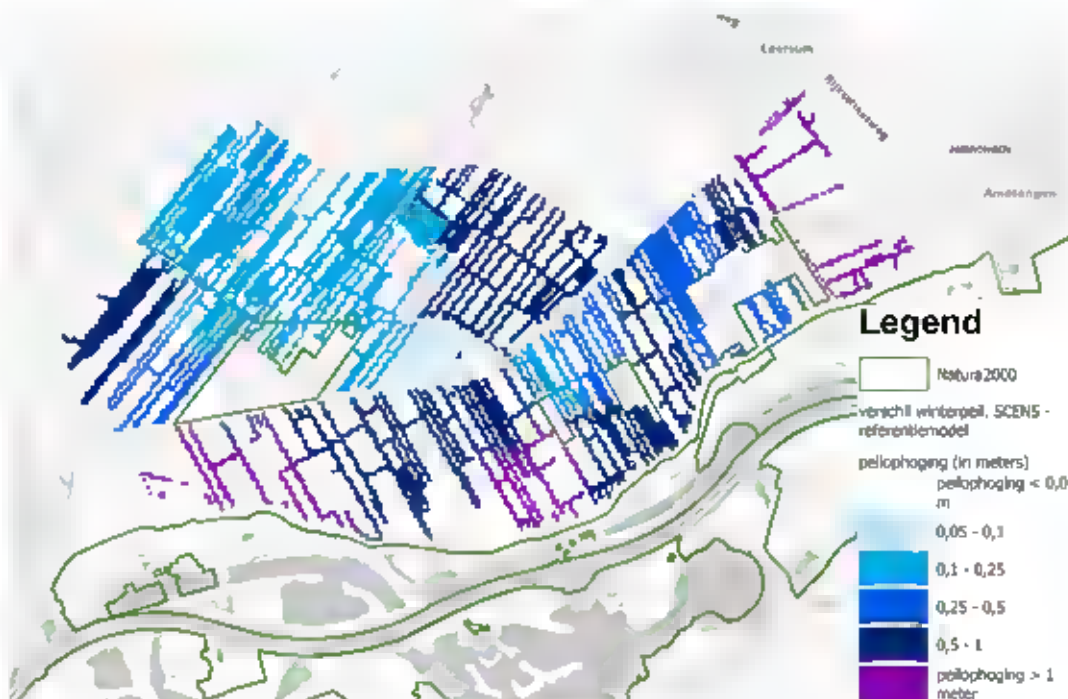 Leersum
Amerongen
Legend
Natura2000
verschil winterpeil, SCEN5 -
referentiemodel
peilophoging (in meters)
peilophoging < 0,0
m
0,05 - 0,1
0,1 - 0,25
0,25 - 0,5
0,5 - 1
peilophoging > 1
meter